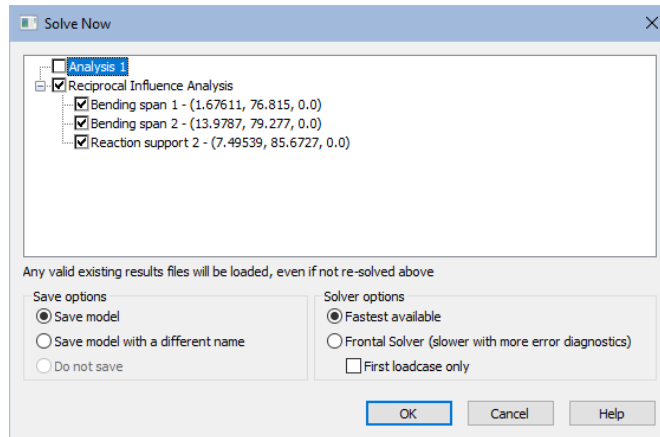 Solve Now
Analysis 1
Reciprocal Influence Analysis
Bending span 1 - (1.67611, 76.815, 0.0)
Bending span 2 - (13.9787, 79.277, 0.0)
Reaction support 2 - (7.49539, 85.6727, 0.0)
Any valid existing results files will be loaded, even if not re-solved above
Save options
Save model
Save model with a different name
Do not save
Solver options
Fastest available
Frontal Solver (slower with more error diagnostics)
First loadcase only
OK
Cancel
Help